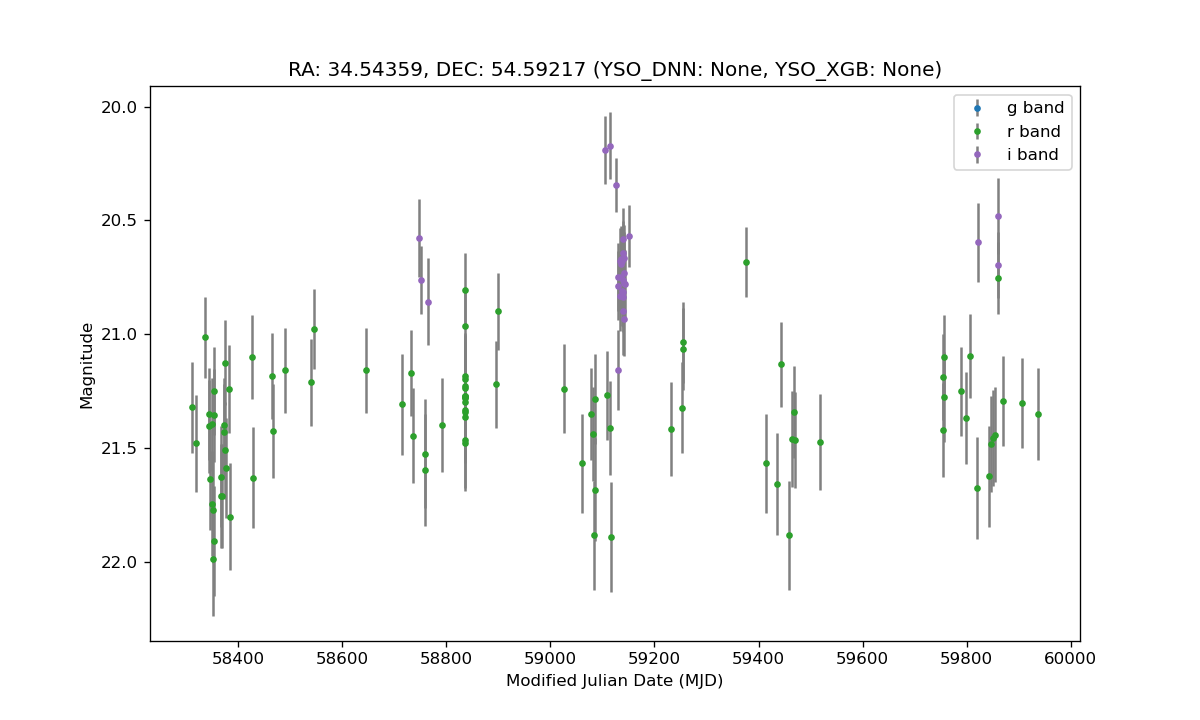 RA: 34.54359, DEC: 54.59217 (YSO_DNN: None, YSO_XGB: None)
g band
r band
i band
20.0
20.5
21.0
21.5
22.0
Magnitude
58400 58600 58800 59000 59200 59400 59600 59800 60000
Modified Julian Date (MJD)